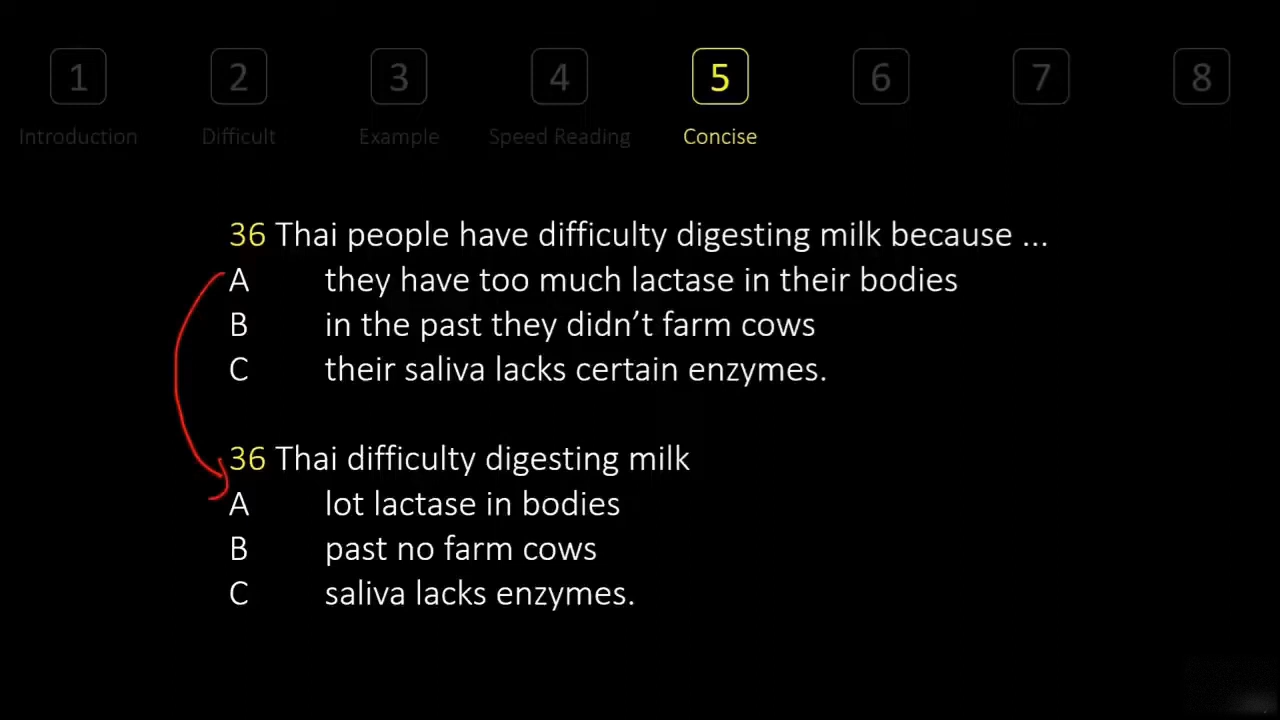 1 2 3 4 5 6 7 8
Introduction Difficult Example Speed Reading Concise
36 Thai people have difficulty digesting milk because ...
A they have too much lactase in their bodies
B in the past they didn’t farm cows
C their saliva lacks certain enzymes.
36 Thai difficulty digesting milk
A lot lactase in bodies
B past no farm cows
C saliva lacks enzymes.